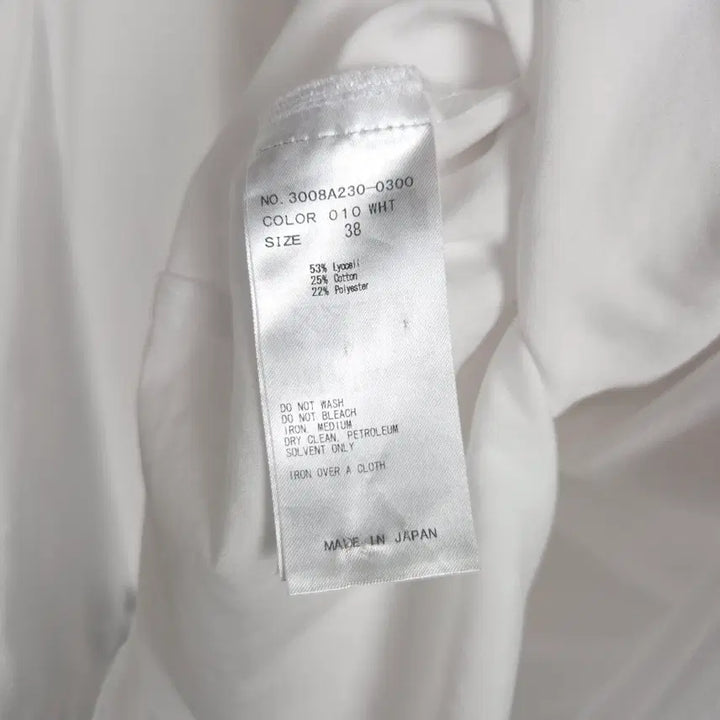 NO. 3008A230-0300
COLOR 010 WHT
SIZE 38
53% Lyocell
25% Cotton
22% Polyester
DO NOT WASH
DO NOT BLEACH
IRON, MEDIUM
DRY CLEAN, PETROLEUM
SOLVENT ONLY
IRON OVER A CLOTH
MADE IN JAPAN